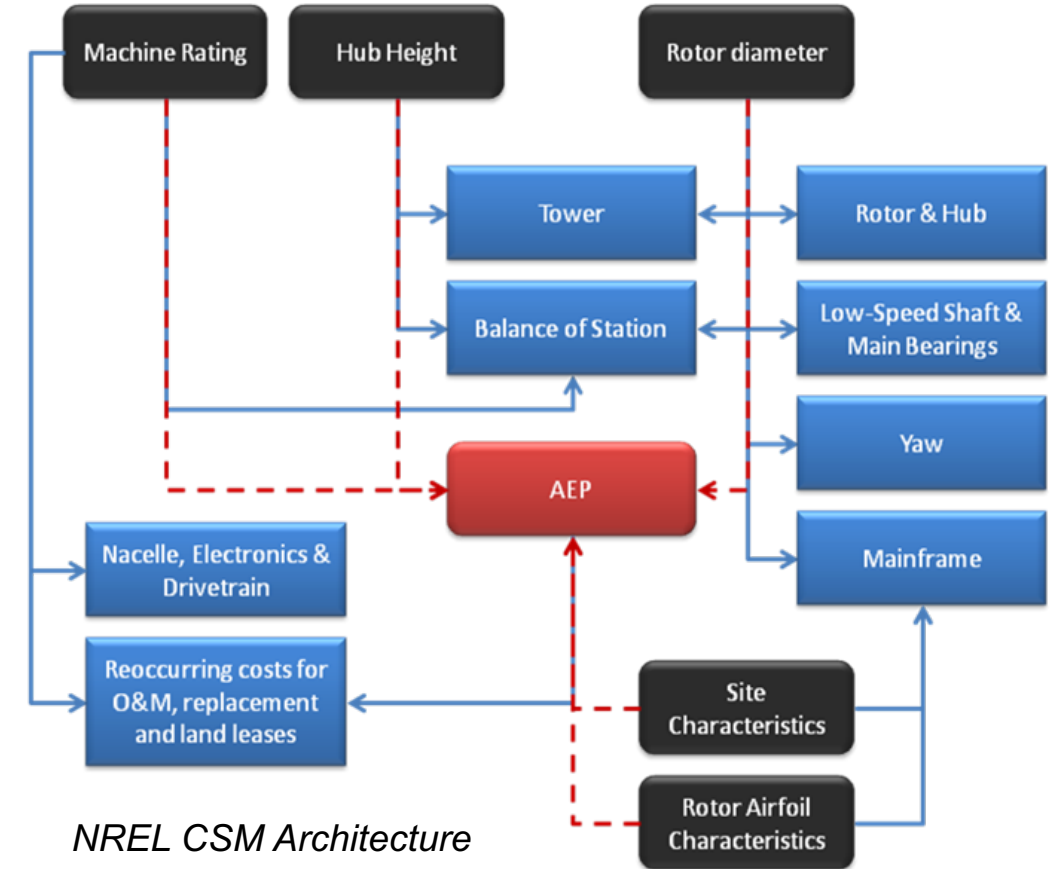 Machine Rating
Hub Height
Rotor diameter
Tower
Rotor & Hub
Balance of Station
Low-Speed Shaft &
Main Bearings
Yaw
AEP
Mainframe
Nacelle, Electronics &
Drivetrain
Reoccurring costs for
O&M, replacement
and land leases
Site
Characteristics
Rotor Airfoil
Characteristics
NREL CSM Architecture